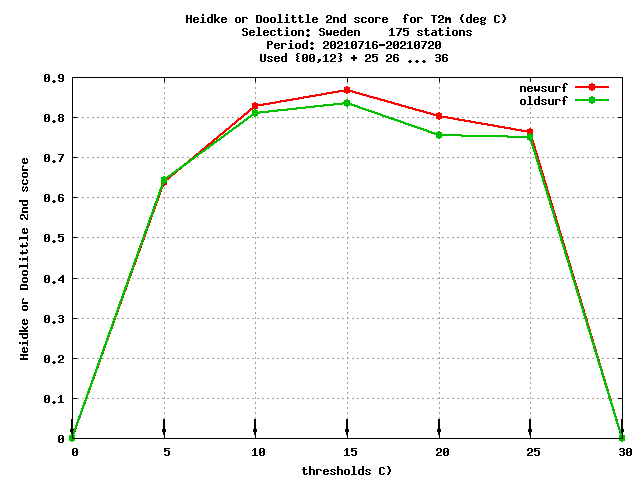 Heidke or Doolittle 2nd score  for T2m (deg C)
Selection: Sweden    175 stations
Period: 20210716-20210720
Used {00,12} + 25 26 ... 36
newsurf
oldsurf
Heidke or Doolittle 2nd score
0.9
0.8
0.7
0.6
0.5
0.4
0.3
0.2
0.1
0
0 5 10 15 20 25 30
thresholds C)